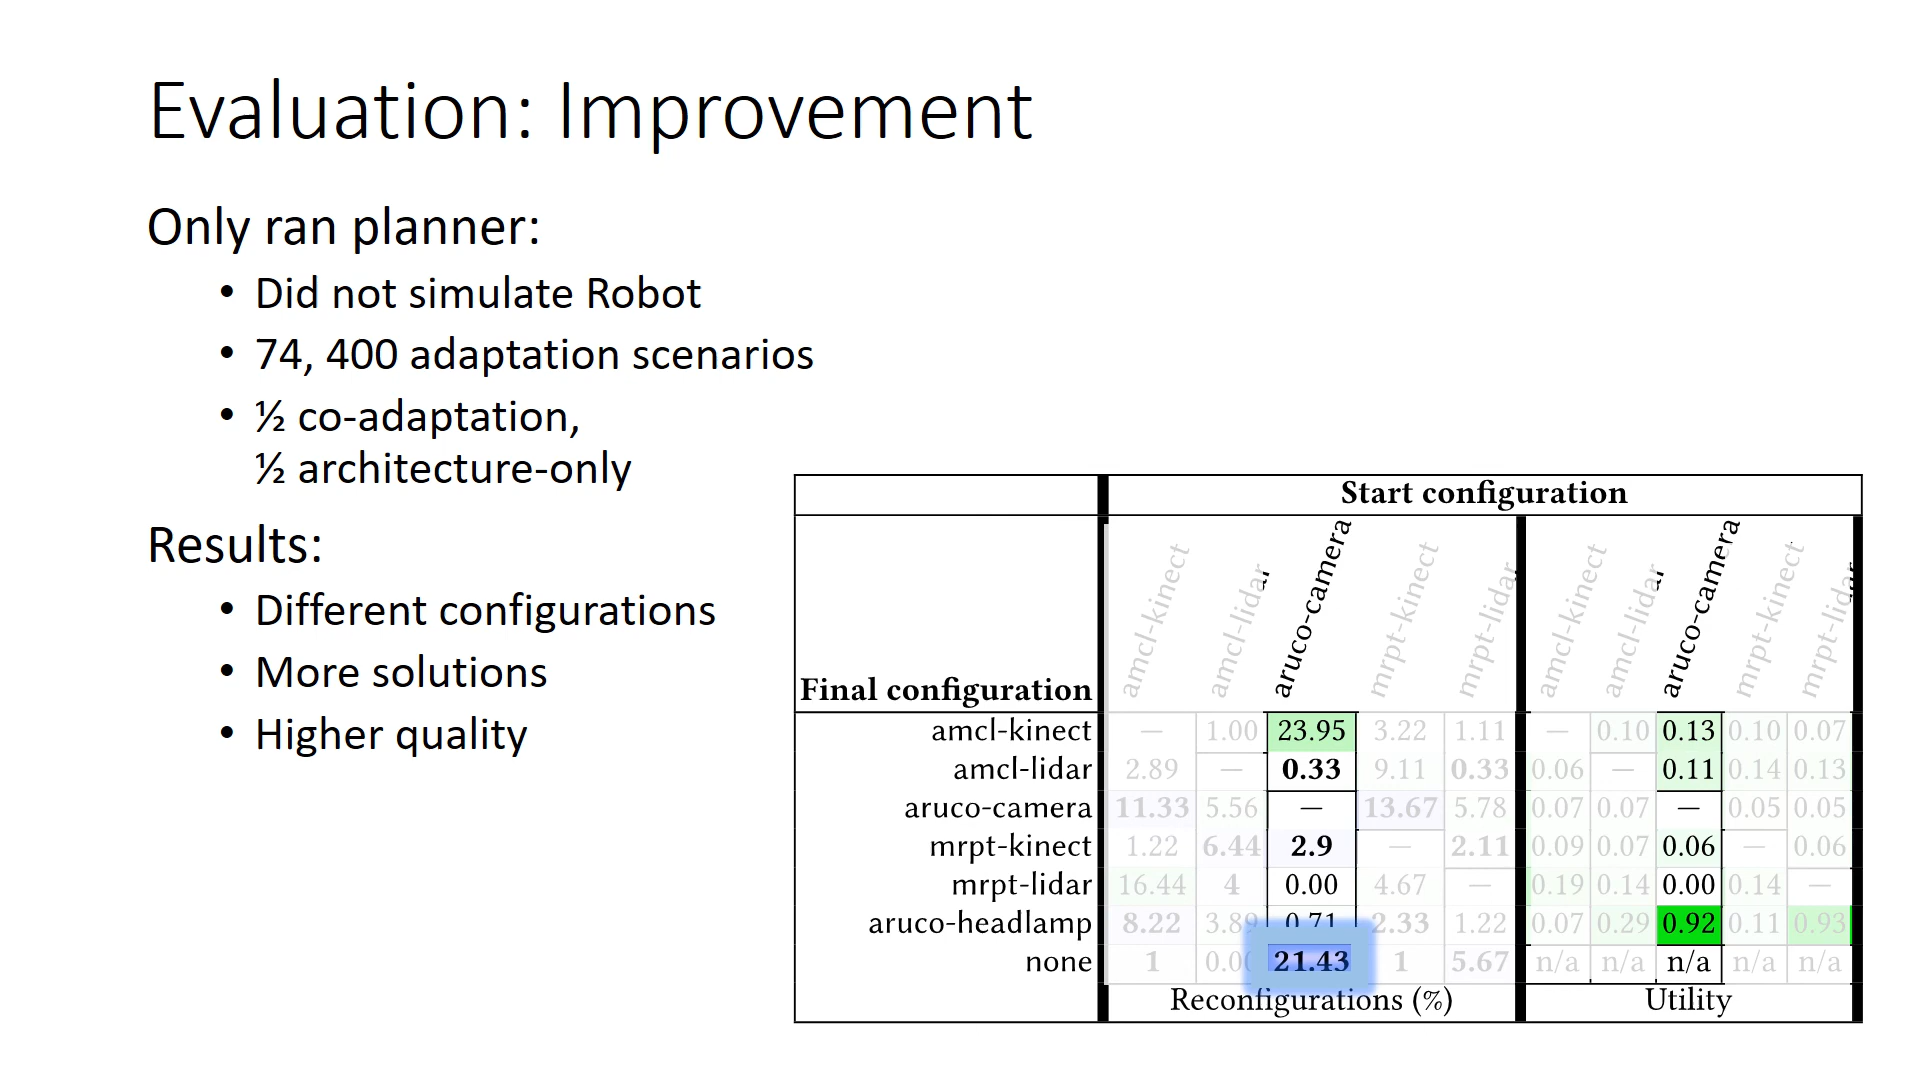 Evaluation: Improvement
Only ran planner:
• Did not simulate Robot
• 74, 400 adaptation scenarios
• ½ co-adaptation,
½ architecture-only
Results:
• Different configurations
• More solutions
• Higher quality
Start configuration
Final configuration amcl-kinect amcl-lidar aruco-camera mrpt-kinect mrpt-lidar amcl-kinect amcl-lidar aruco-camera mrpt-kinect mrpt-lidar
amcl-kinect — 1.00 23.95 3.22 1.11 — 0.10 0.13 0.10 0.07
amcl-lidar 2.89 — 0.33 9.11 0.33 0.06 — 0.11 0.14 0.13
aruco-camera 11.33 5.56 — 13.67 5.78 0.07 0.07 — 0.05 0.05
mrpt-kinect 1.22 6.44 2.9 — 2.11 0.09 0.07 0.06 — 0.06
mrpt-lidar 16.44 4 0.00 4.67 — 0.19 0.14 0.00 0.14 —
aruco-headlamp 8.22 3.89 0.71 2.33 1.22 0.07 0.29 0.92 0.11 0.93
none 1 0.00 21.43 1 5.67 n/a n/a n/a n/a n/a
Reconfigurations (%) Utility